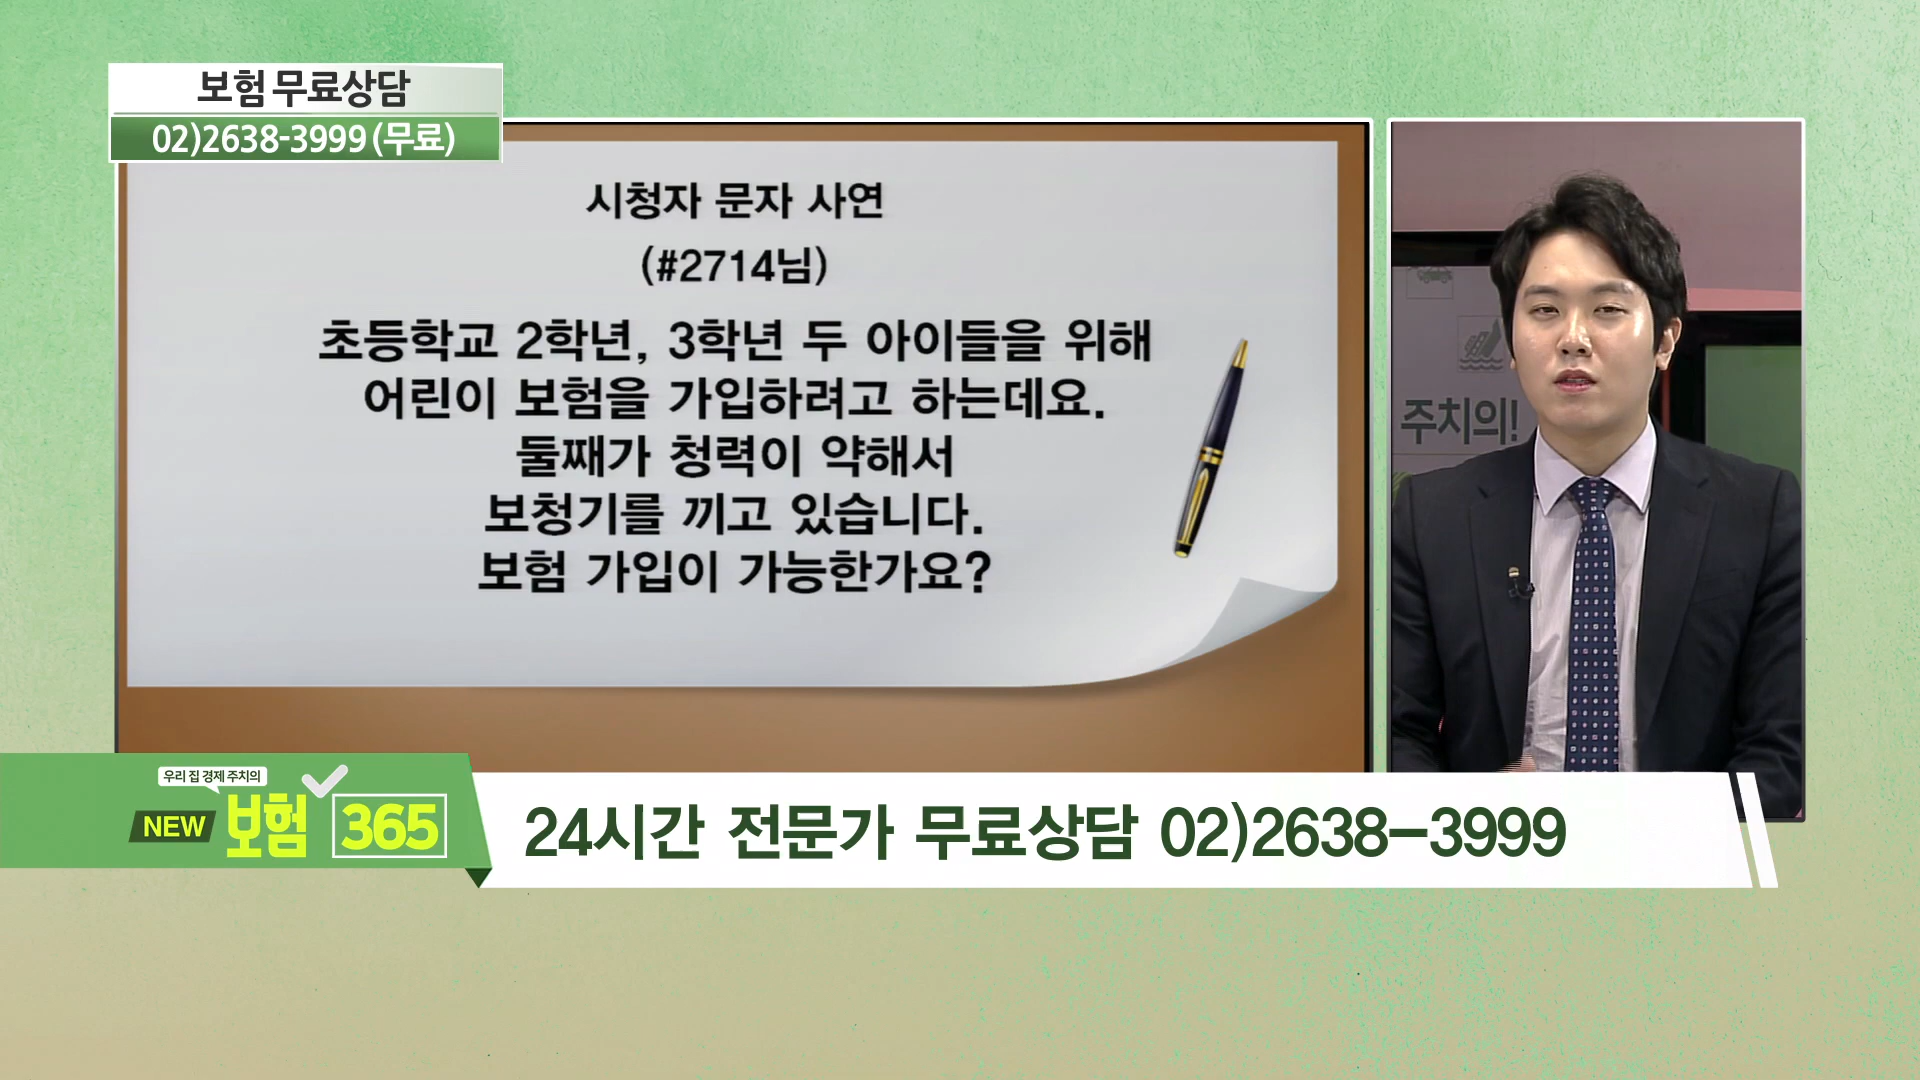 보험 무료상담
02)2638-3999 (무료)
시청자 문자 사연
(#2714님)
초등학교 2학년, 3학년 두 아이들을 위해
어린이 보험을 가입하려고 하는데요.
둘째가 청력이 약해서
보청기를 끼고 있습니다.
보험 가입이 가능한가요?
주치의!
우리 집 경제 주치의
NEW 보험 365
24시간 전문가 무료상담 02)2638-3999